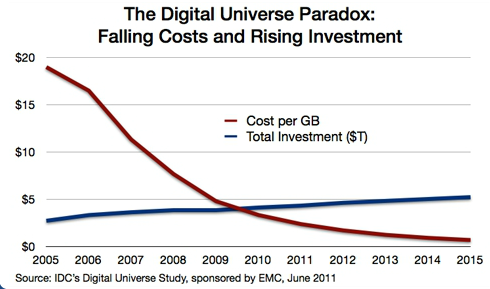 The Digital Universe Paradox:
Falling Costs and Rising Investment
$20
$15
$10
$5
$0
Cost per GB
Total Investment ($T)
2005 2006 2007 2008 2009 2010 2011 2012 2013 2014 2015
Source: IDC's Digital Universe Study, sponsored by EMC, June 2011